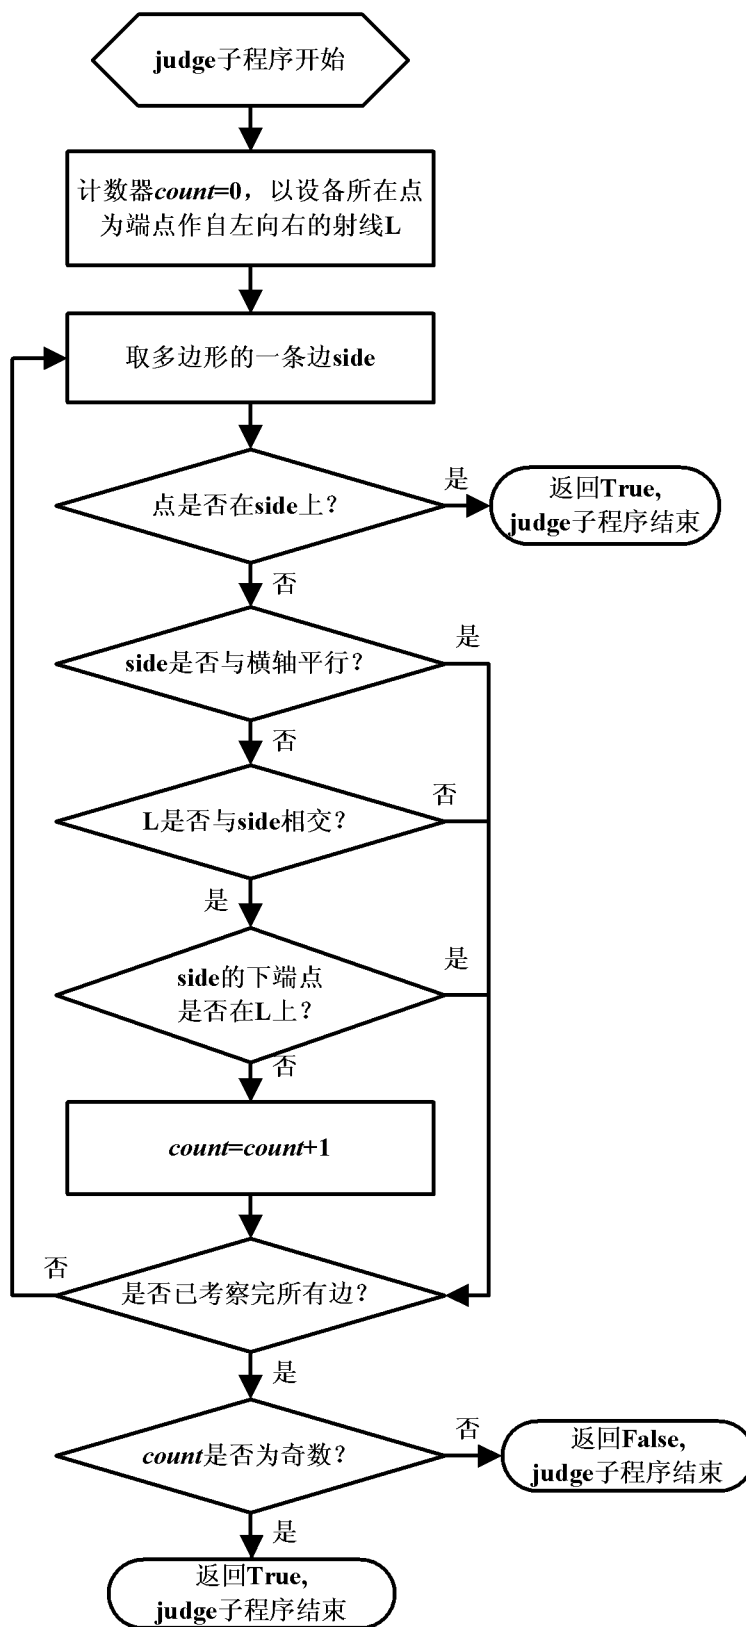 judge子程序开始
计数器count=0，以设备所在点
为端点作自左向右的射线L
取多边形的一条边side
点是否在side上？
是
返回True,
judge子程序结束
否
side是否与横轴平行？
是
否
L是否与side相交？
否
是
side的下端点
是否在L上？
是
否
count=count+1
是否已考察完所有边？
否
是
count是否为奇数？
否
返回False,
judge子程序结束
是
返回True,
judge子程序结束